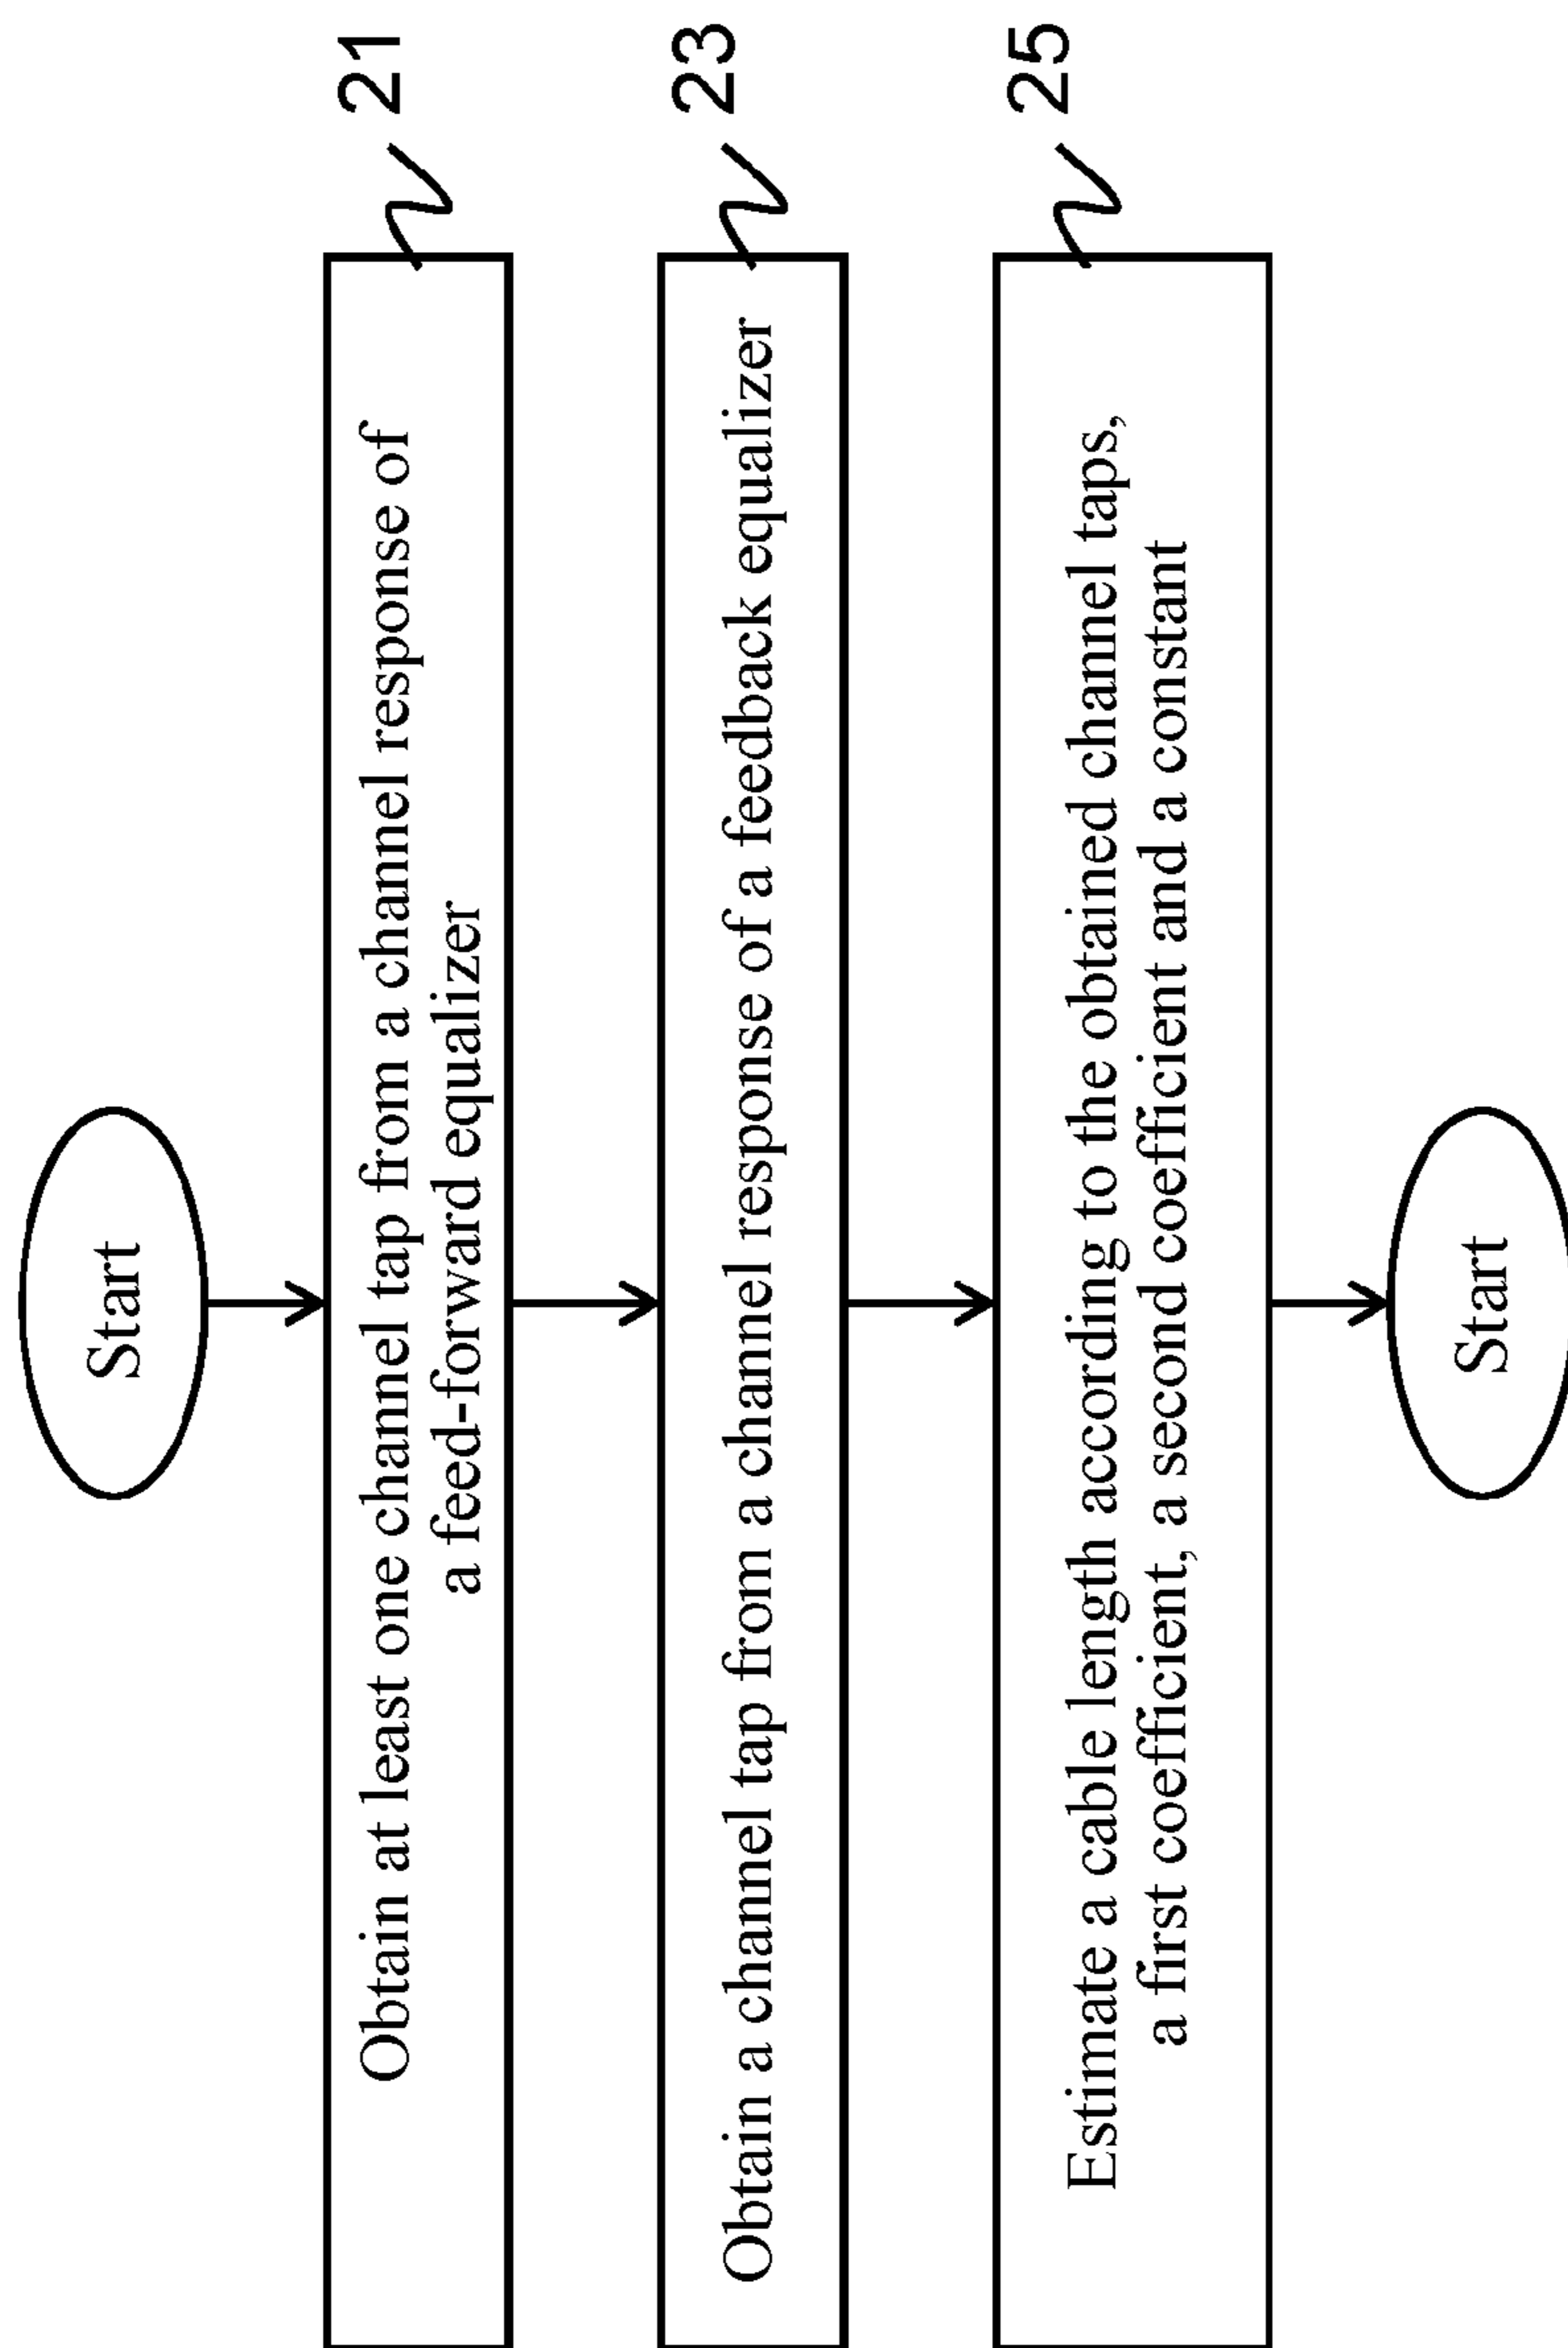 Start
Obtain at least one channel tap from a channel response of
a feed-forward equalizer
21
Obtain a channel tap from a channel response of a feedback equalizer
23
Estimate a cable length according to the obtained channel taps,
a first coefficient, a second coefficient and a constant
25
Start